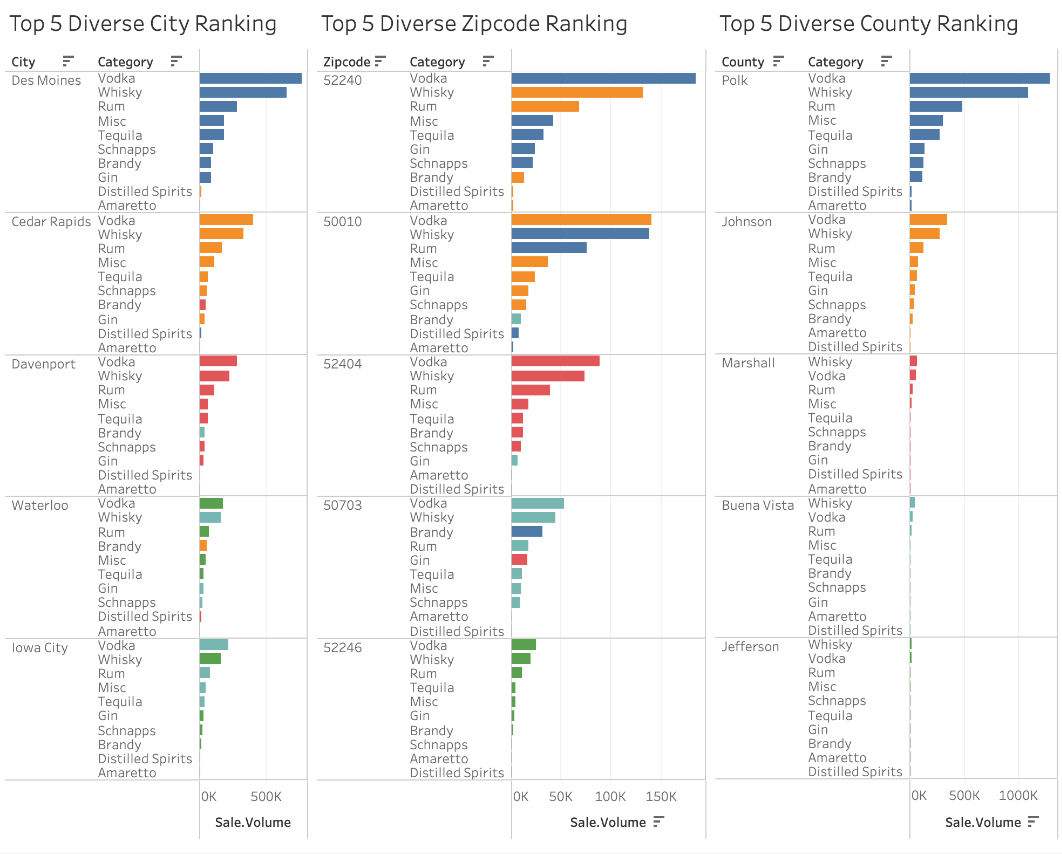 Top 5 Diverse City Ranking
City Category
Des Moines Vodka
Whisky
Rum
Misc
Tequila
Schnapps
Brandy
Gin
Distilled Spirits
Amaretto
Cedar Rapids Vodka
Whisky
Rum
Misc
Tequila
Schnapps
Brandy
Gin
Distilled Spirits
Amaretto
Davenport Vodka
Whisky
Rum
Misc
Tequila
Brandy
Schnapps
Gin
Distilled Spirits
Amaretto
Waterloo Vodka
Whisky
Rum
Brandy
Misc
Tequila
Gin
Schnapps
Distilled Spirits
Amaretto
Iowa City Vodka
Whisky
Rum
Misc
Tequila
Gin
Schnapps
Brandy
Distilled Spirits
Amaretto
0K 500K
Sale.Volume
Top 5 Diverse Zipcode Ranking
Zipcode Category
52240 Vodka
Whisky
Rum
Misc
Tequila
Gin
Schnapps
Brandy
Distilled Spirits
Amaretto
50010 Vodka
Whisky
Rum
Misc
Tequila
Gin
Schnapps
Brandy
Distilled Spirits
Amaretto
52404 Vodka
Whisky
Rum
Misc
Tequila
Brandy
Schnapps
Gin
Amaretto
Distilled Spirits
50703 Vodka
Whisky
Brandy
Rum
Gin
Tequila
Misc
Schnapps
Amaretto
Distilled Spirits
52246 Vodka
Whisky
Rum
Tequila
Misc
Gin
Brandy
Schnapps
Amaretto
Distilled Spirits
0K 50K 100K 150K
Sale.Volume
Top 5 Diverse County Ranking
County Category
Polk Vodka
Whisky
Rum
Misc
Tequila
Gin
Schnapps
Brandy
Distilled Spirits
Amaretto
Johnson Vodka
Whisky
Rum
Misc
Tequila
Gin
Schnapps
Brandy
Amaretto
Distilled Spirits
Marshall Whisky
Vodka
Rum
Misc
Tequila
Schnapps
Brandy
Gin
Distilled Spirits
Amaretto
Buena Vista Whisky
Vodka
Rum
Misc
Tequila
Brandy
Schnapps
Gin
Amaretto
Distilled Spirits
Jefferson Whisky
Vodka
Rum
Misc
Schnapps
Tequila
Gin
Brandy
Amaretto
Distilled Spirits
0K 500K 1000K
Sale.Volume